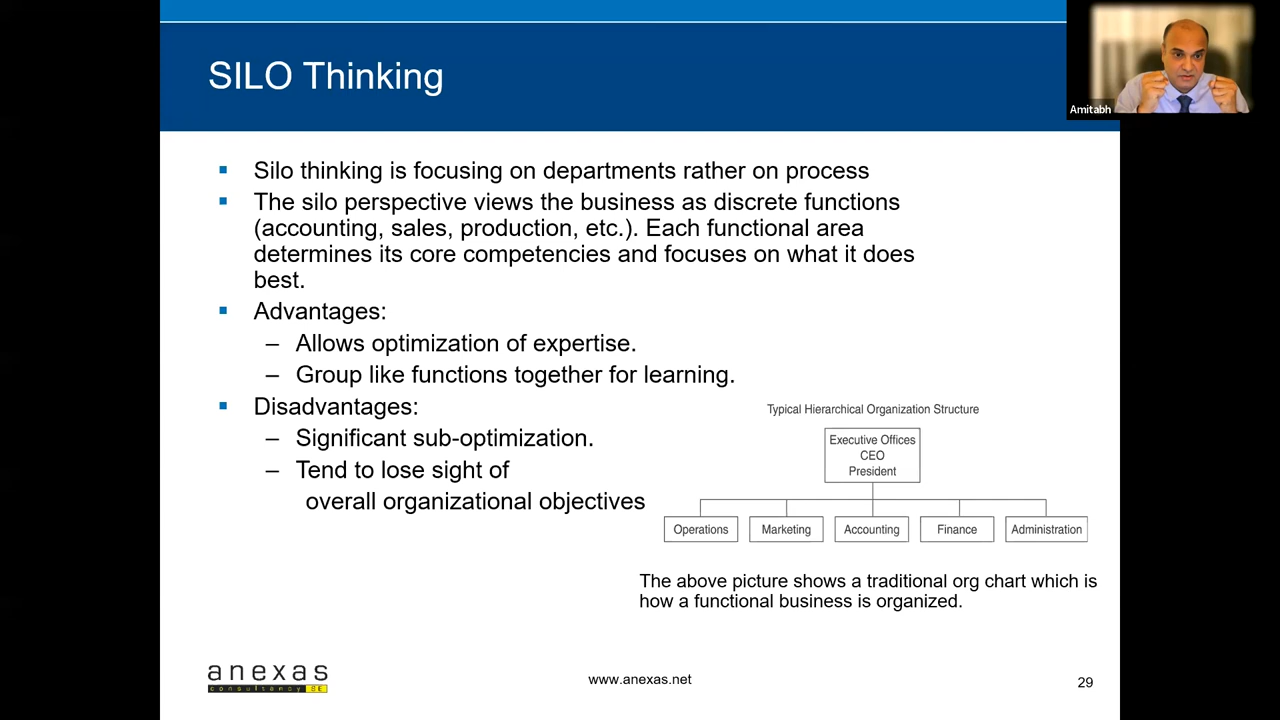 SILO Thinking
Amitabh
Silo thinking is focusing on departments rather on process
The silo perspective views the business as discrete functions
(accounting, sales, production, etc.). Each functional area
determines its core competencies and focuses on what it does
best.
Advantages:
– Allows optimization of expertise.
– Group like functions together for learning.
Disadvantages:
– Significant sub-optimization.
– Tend to lose sight of
overall organizational objectives
Typical Hierarchical Organization Structure
Executive Offices
CEO
President
Operations
Marketing
Accounting
Finance
Administration
The above picture shows a traditional org chart which is
how a functional business is organized.
anexas
consultancy
www.anexas.net
29